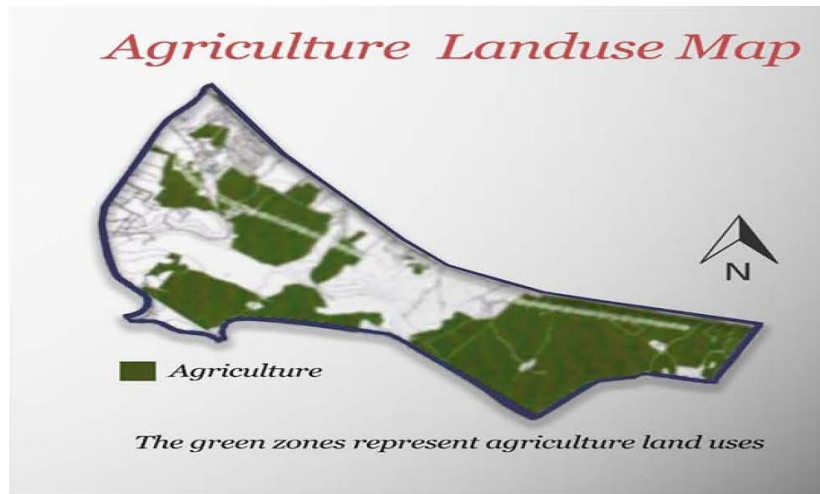 Agriculture Landuse Map
N
Agriculture
The green zones represent agriculture land uses